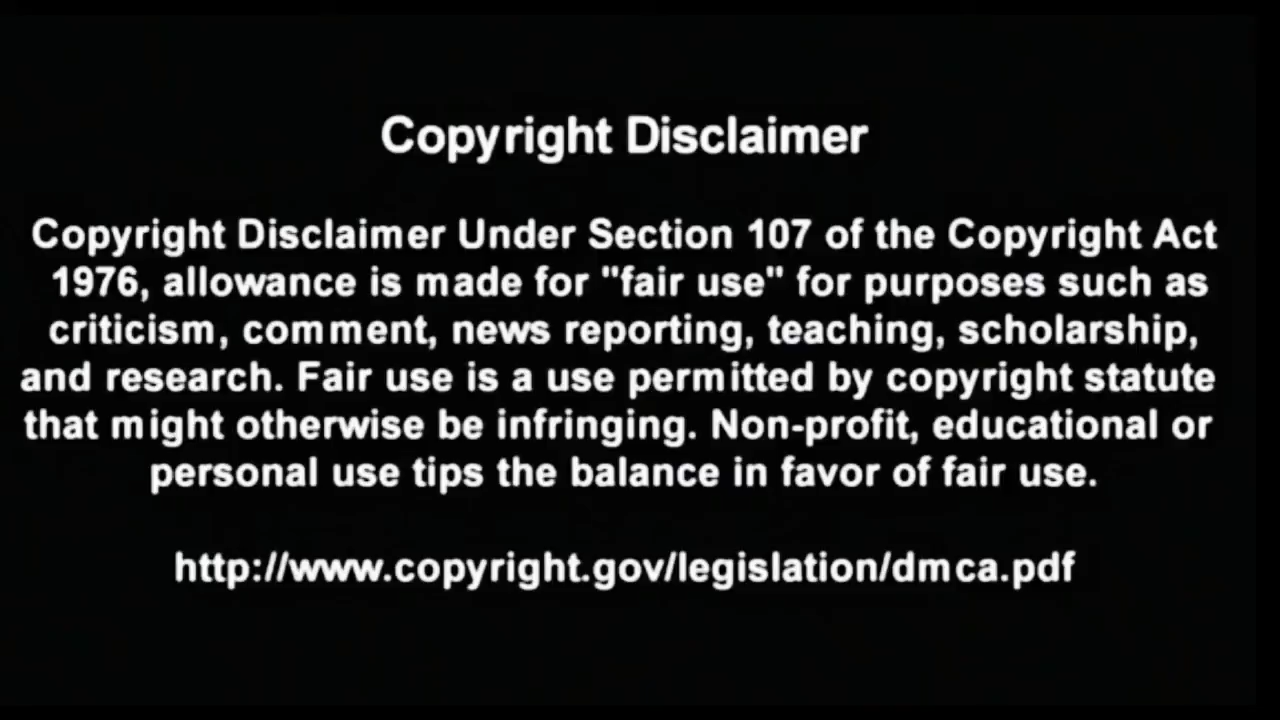 Copyright Disclaimer
Copyright Disclaimer Under Section 107 of the Copyright Act
1976, allowance is made for "fair use" for purposes such as
criticism, comment, news reporting, teaching, scholarship,
and research. Fair use is a use permitted by copyright statute
that might otherwise be infringing. Non-profit, educational or
personal use tips the balance in favor of fair use.
http://www.copyright.gov/legislation/dmca.pdf